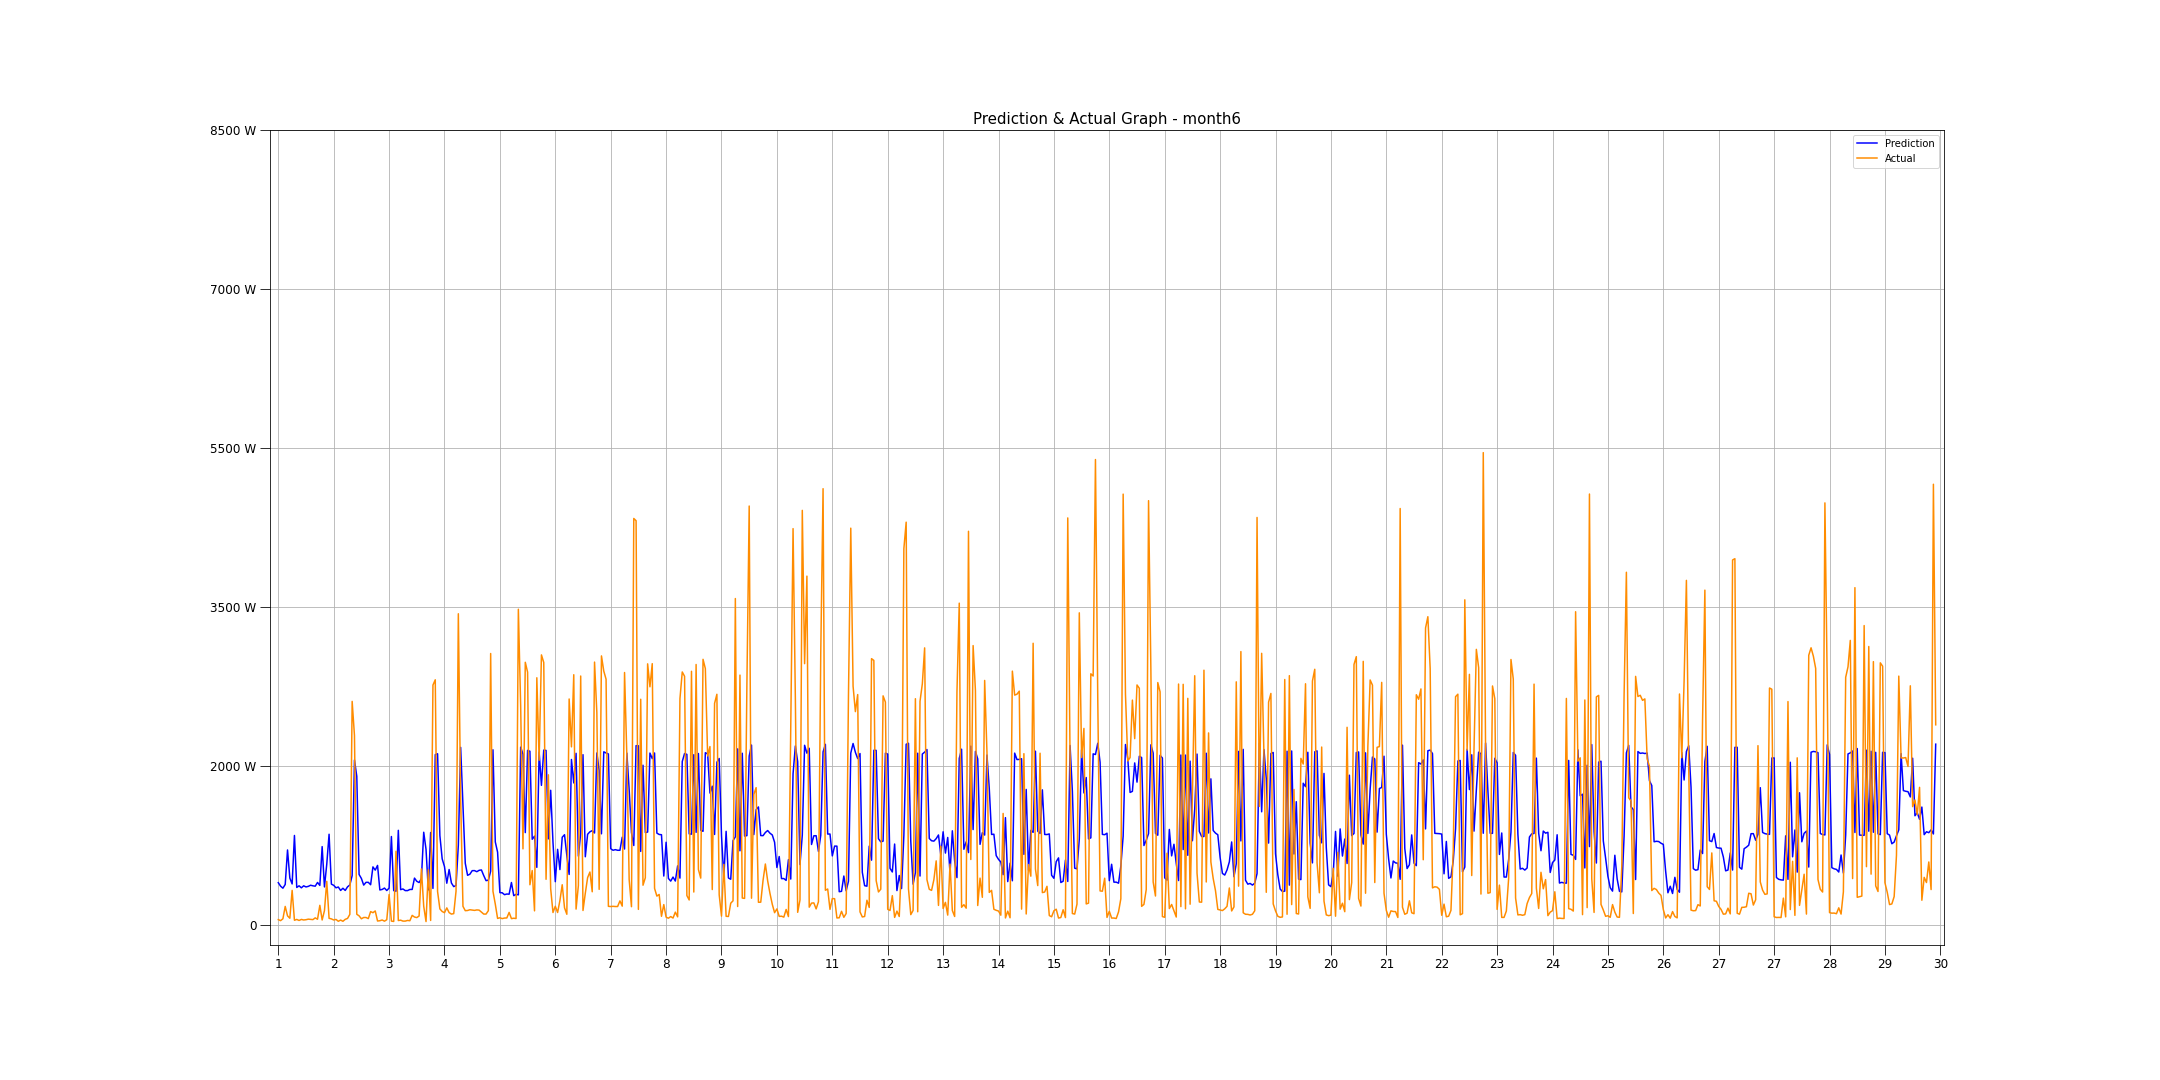 Prediction & Actual Graph - month6
8500 W
Prediction
Actual
7000 W
5500 W
3500 W
2000 W
0
1 2 3 4 5 6 7 8 9 10 11 12 13 14 15 16 17 18 19 20 21 22 23 24 25 26 27 27 28 29 30